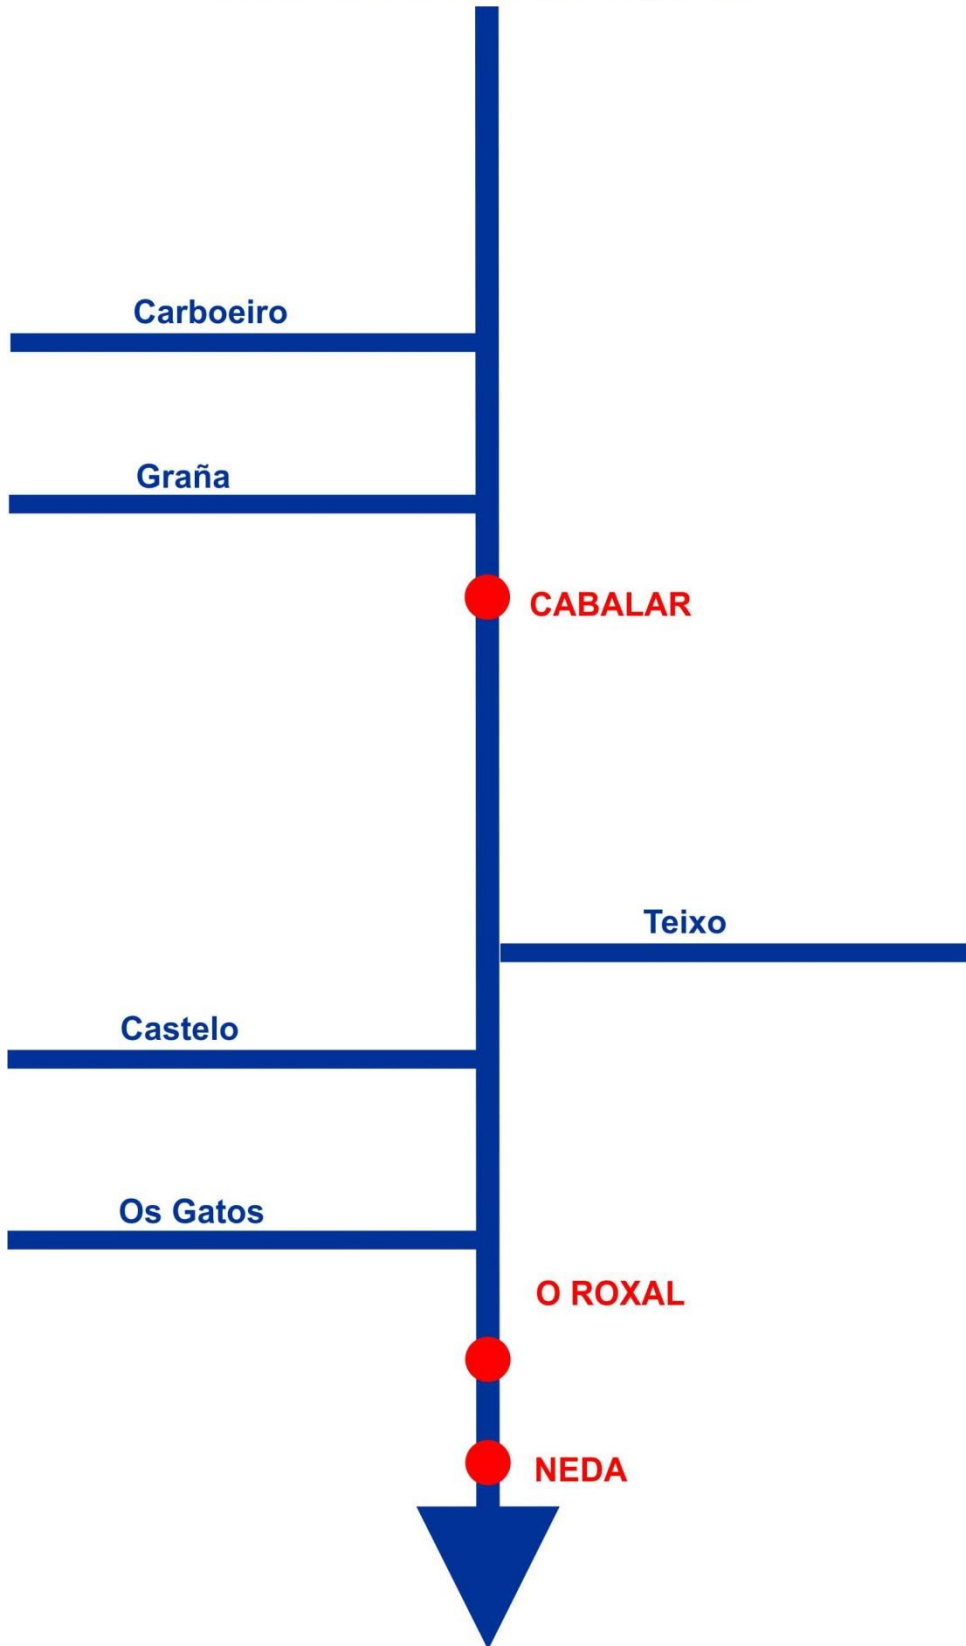 Carboeiro
Graña
CABALAR
Teixo
Castelo
Os Gatos
O ROXAL
NEDA